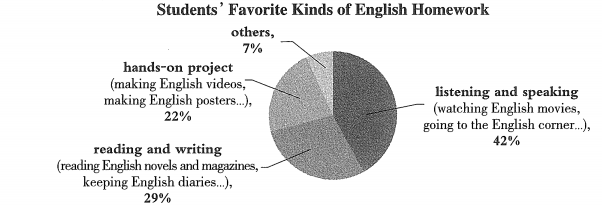 Students' Favorite Kinds of English Homework
others,
7%
hands-on project
(making English videos,
making English posters...),
22%
listening and speaking
(watching English movies,
going to the English corner...),
42%
reading and writing
(reading English novels and magazines,
keeping English diaries...),
29%